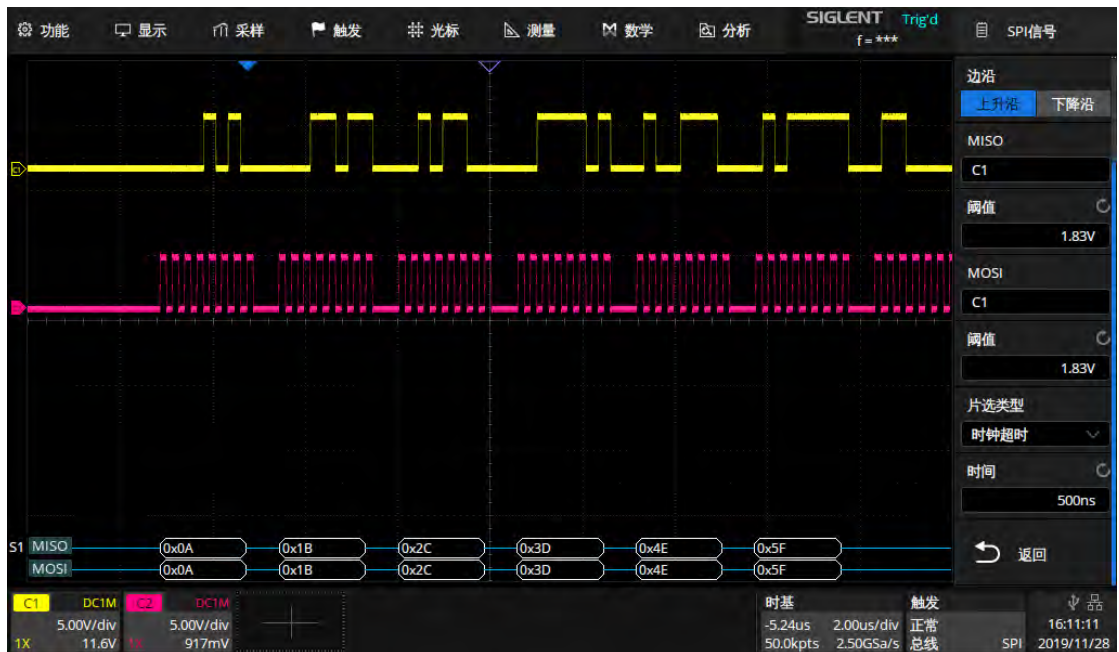 功能 显示 采样 触发 光标 测量 数学 分析 SIGLENT Trig'd f = *** SPI信号
边沿
上升沿 下降沿
MISO
C1
阈值
1.83V
MOSI
C1
阈值
1.83V
片选类型
时钟超时
时间
500ns
返回
C1
S1 MISO 0x0A 0x1B 0x2C 0x3D 0x4E 0x5F
MOSI 0x0A 0x1B 0x2C 0x3D 0x4E 0x5F
C1 DC1M C2 DC1M 时基 触发
5.00V/div 5.00V/div -5.24us 2.00us/div 正常 16:11:11
1X 11.6V 1X 917mV 50.0kpts 2.50GSa/s 总线 SPI 2019/11/28